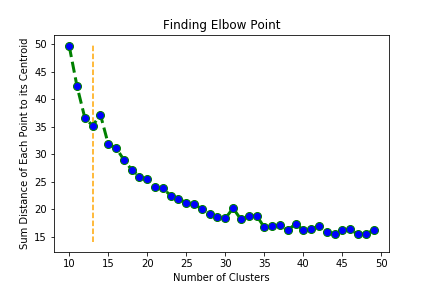 Finding Elbow Point
Sum Distance of Each Point to its Centroid
50
45
40
35
30
25
20
15
10 15 20 25 30 35 40 45 50
Number of Clusters